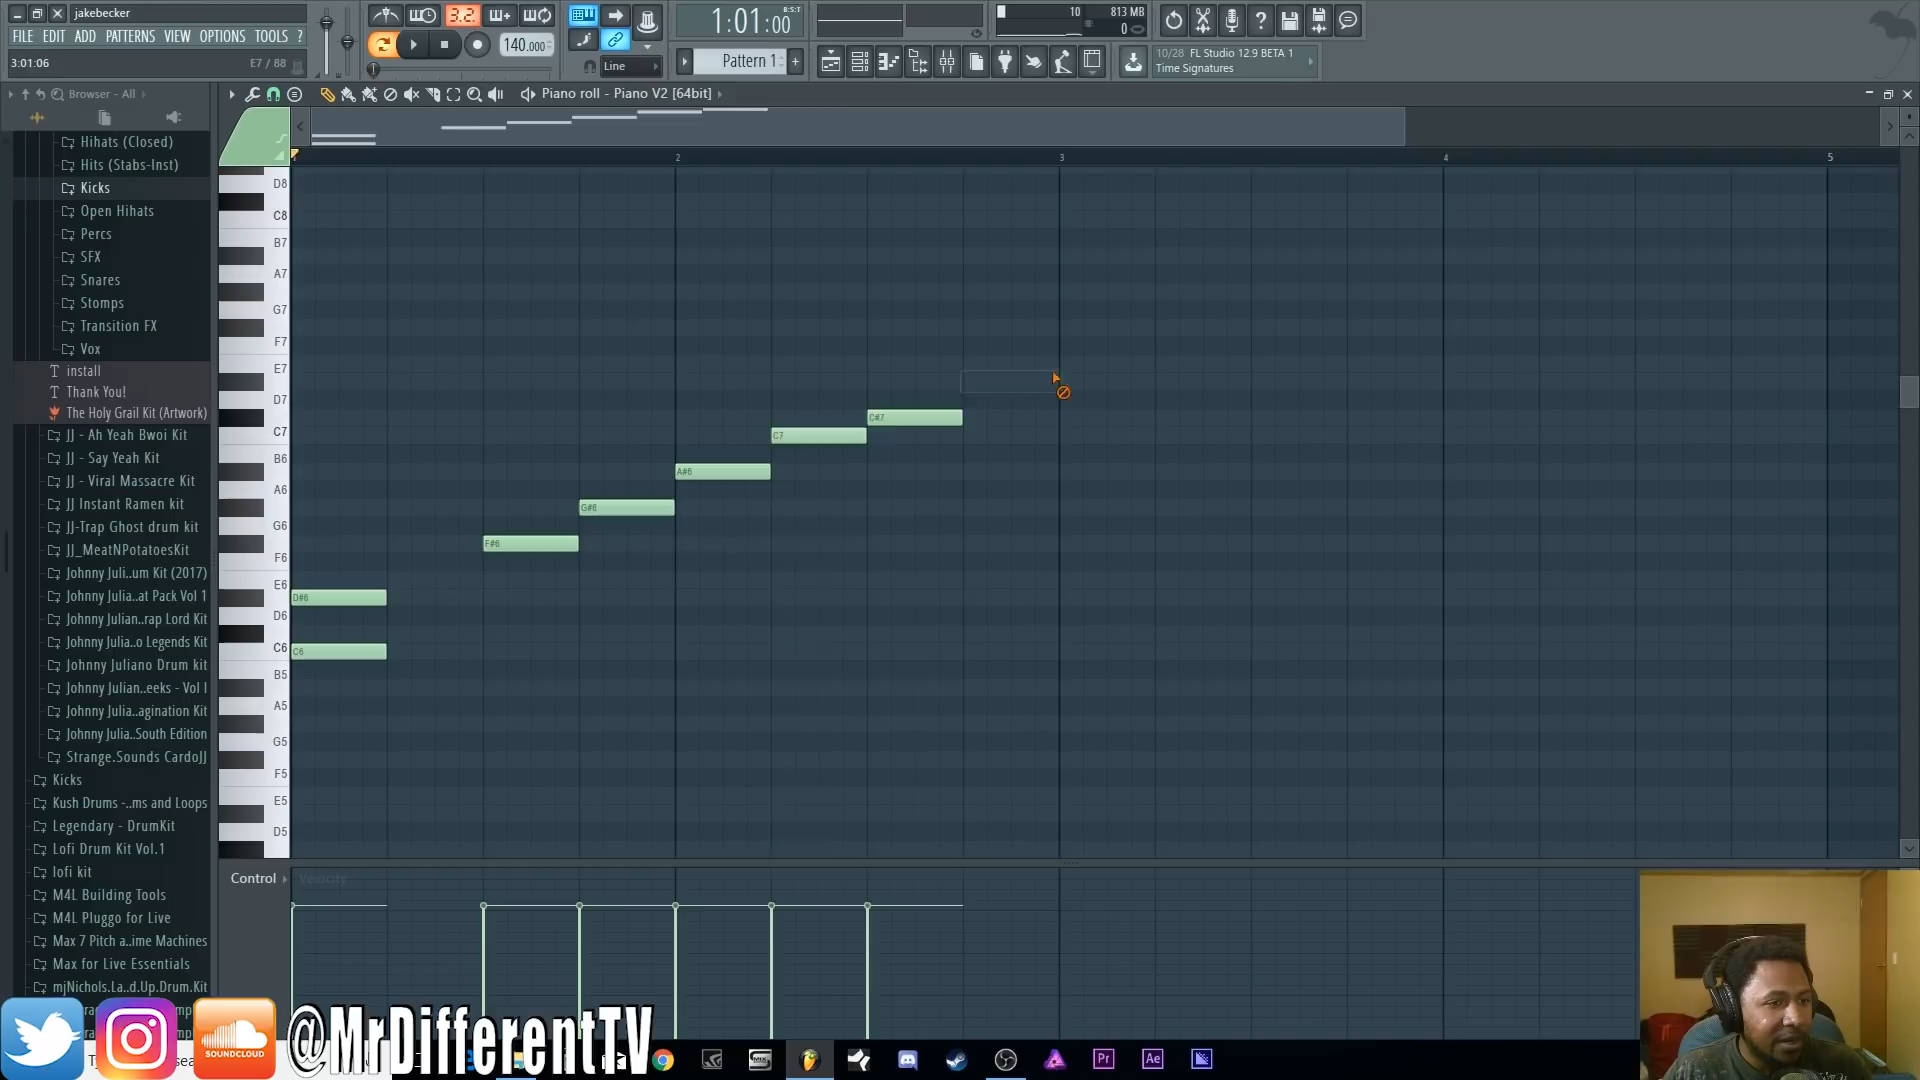 jakebecker
FILE EDIT ADD PATTERNS VIEW OPTIONS TOOLS ?
3:01:06 E7 / 88
3.2
140.000
Line
1:01:00 B:S:T
Pattern 1
10 813 MB
0
10/28 FL Studio 12.9 BETA 1
Time Signatures
Browser - All
Piano roll - Piano V2 [64bit]
Hihats (Closed)
Hits (Stabs-Inst)
Kicks
Open Hihats
Percs
SFX
Snares
Stomps
Transition FX
Vox
install
Thank You!
The Holy Grail Kit (Artwork)
JJ - Ah Yeah Bwoi Kit
JJ - Say Yeah Kit
JJ - Viral Massacre Kit
JJ Instant Ramen kit
JJ-Trap Ghost drum kit
JJ_MeatNPotatoesKit
Johnny Juli..um Kit (2017)
Johnny Julia..at Pack Vol 1
Johnny Julian..rap Lord Kit
Johnny Julia..o Legends Kit
Johnny Juliano Drum kit
Johnny Julian..eeks - Vol I
Johnny Julia..agination Kit
Johnny Julia..South Edition
Strange.Sounds CardoJJ
Kicks
Kush Drums -..ms and Loops
Legendary - DrumKit
Lofi Drum Kit Vol.1
lofi kit
M4L Building Tools
M4L Pluggo for Live
Max 7 Pitch a..ime Machines
Max for Live Essentials
mjNichols.La..d.Up.Drum.Kit
2 3 4 5
D8
C8
B7
A7
G7
F7
E7
D7
C7
B6
A6
G6
F6
E6
D6
C6
B5
A5
G5
F5
E5
D5
C#7
C7
A#6
G#6
F#6
D#6
C6
Control Velocity
SOUNDCLOUD
@MrDifferentTV
Pr Ae